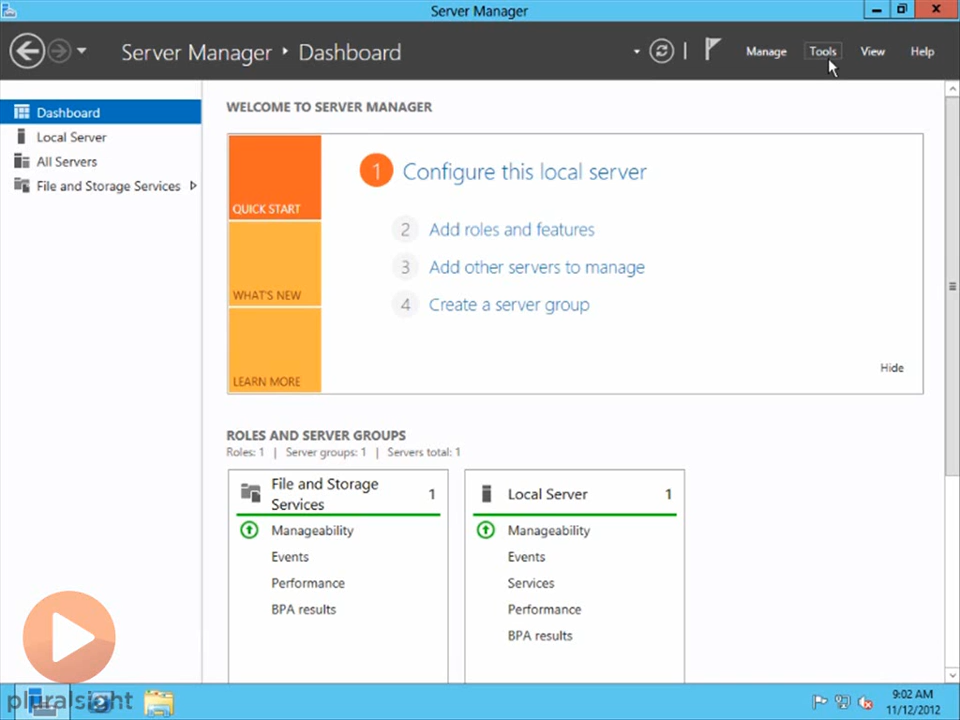 Server Manager
Server Manager ‣ Dashboard
Manage Tools View Help
Dashboard
Local Server
All Servers
File and Storage Services
WELCOME TO SERVER MANAGER
QUICK START
WHAT'S NEW
LEARN MORE
1 Configure this local server
2 Add roles and features
3 Add other servers to manage
4 Create a server group
Hide
ROLES AND SERVER GROUPS
Roles: 1 | Server groups: 1 | Servers total: 1
File and Storage
Services 1
Manageability
Events
Performance
BPA results
Local Server 1
Manageability
Events
Services
Performance
BPA results
pluralsight
9:02 AM
11/12/2012